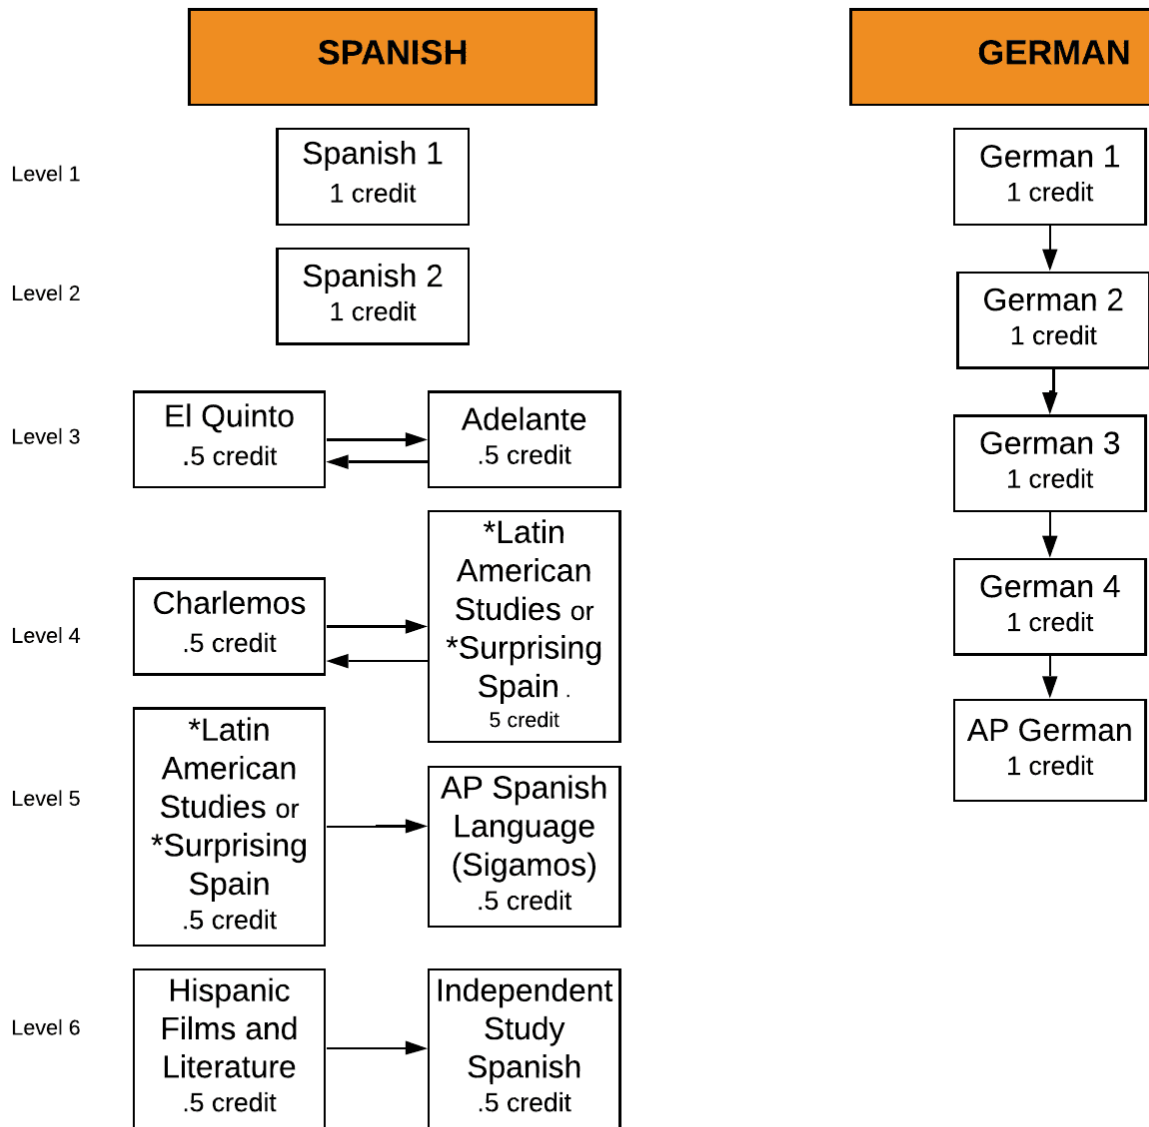 SPANISH
GERMAN
Level 1
Spanish 1
1 credit
German 1
1 credit
Level 2
Spanish 2
1 credit
German 2
1 credit
Level 3
El Quinto
.5 credit
Adelante
.5 credit
German 3
1 credit
Level 4
Charlemos
.5 credit
*Latin
American
Studies or
*Surprising
Spain .
5 credit
German 4
1 credit
Level 5
*Latin
American
Studies or
*Surprising
Spain
.5 credit
AP Spanish
Language
(Sigamos)
.5 credit
AP German
1 credit
Level 6
Hispanic
Films and
Literature
.5 credit
Independent
Study
Spanish
.5 credit